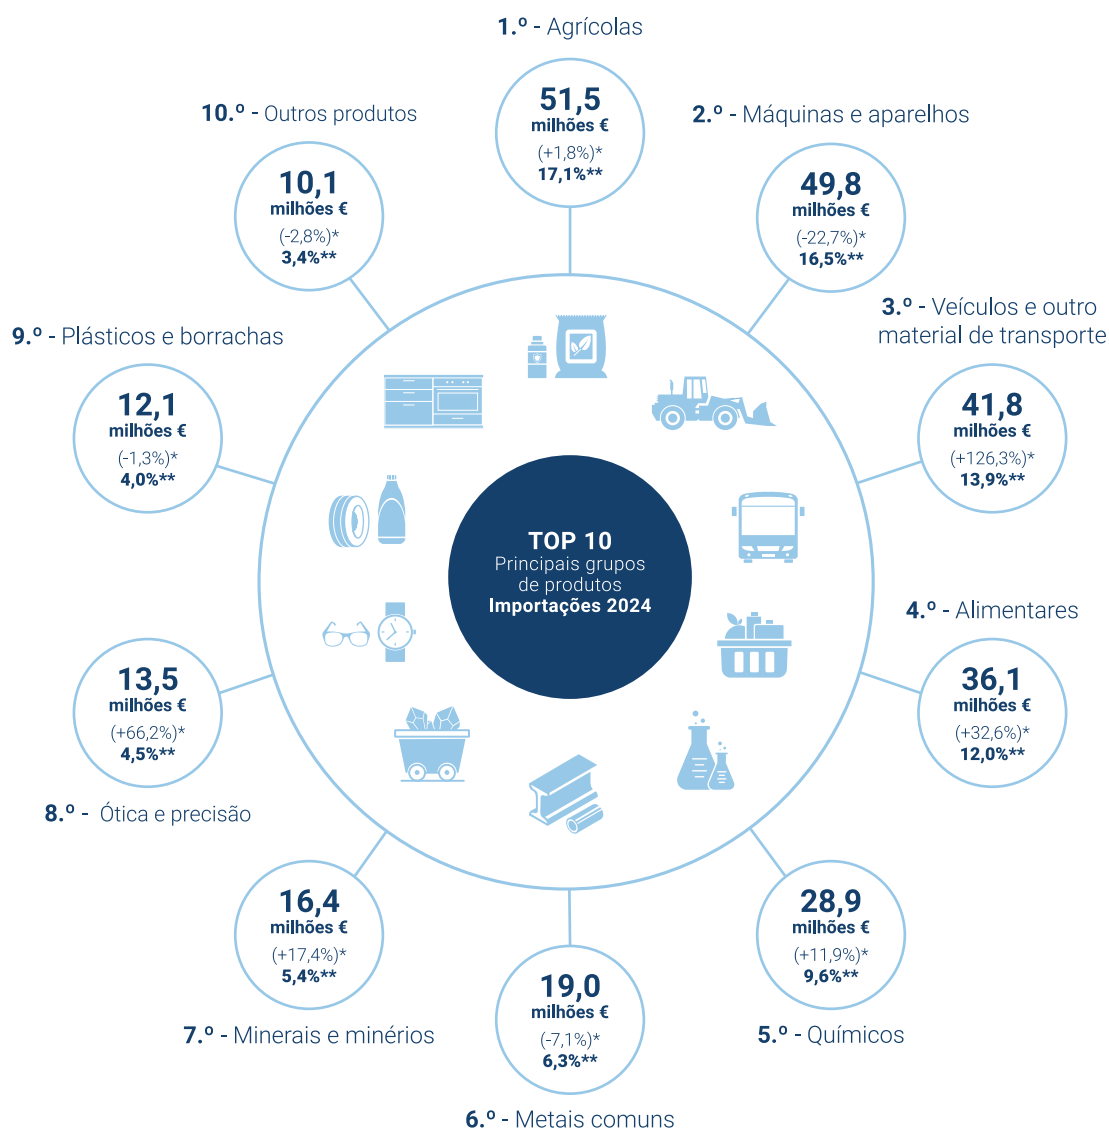 1.º - Agrícolas
51,5
milhões €
(+1,8%)*
17,1%**
2.º - Máquinas e aparelhos
49,8
milhões €
(-22,7%)*
16,5%**
3.º - Veículos e outro
material de transporte
41,8
milhões €
(+126,3%)*
13,9%**
4.º - Alimentares
36,1
milhões €
(+32,6%)*
12,0%**
28,9
milhões €
(+11,9%)*
9,6%**
5.º - Químicos
19,0
milhões €
(-7,1%)*
6,3%**
6.º - Metais comuns
16,4
milhões €
(+17,4%)*
5,4%**
7.º - Minerais e minérios
13,5
milhões €
(+66,2%)*
4,5%**
8.º - Ótica e precisão
9.º - Plásticos e borrachas
12,1
milhões €
(-1,3%)*
4,0%**
10.º - Outros produtos
10,1
milhões €
(-2,8%)*
3,4%**
TOP 10
Principais grupos
de produtos
Importações 2024